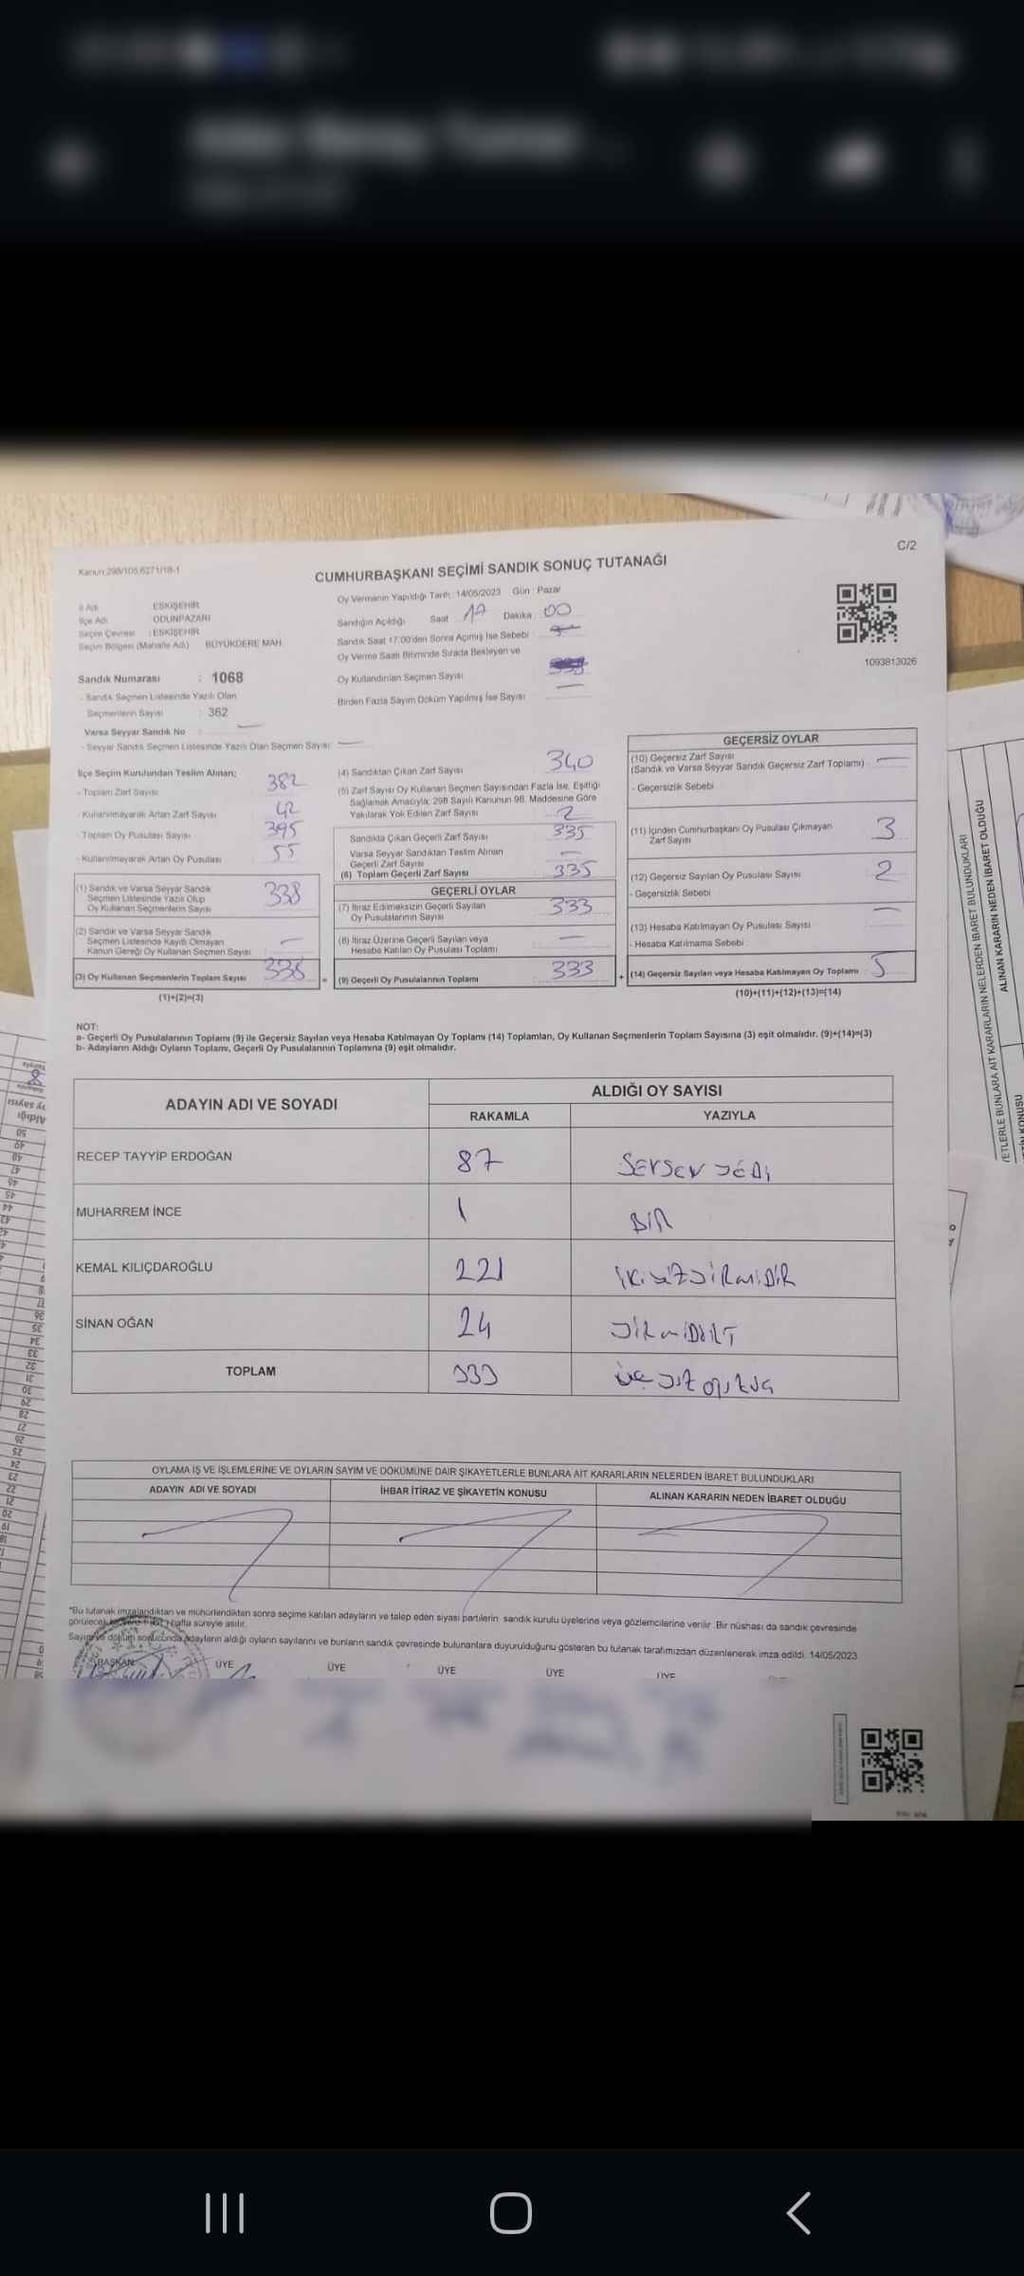 C/2
Kanun:298/105,6271/18-1
CUMHURBAŞKANI SEÇİMİ SANDIK SONUÇ TUTANAĞI
İl Adı : ESKİŞEHİR
İlçe Adı : ODUNPAZARI
Seçim Çevresi : ESKİŞEHİR
Seçim Bölgesi (Mahalle Adı) : BÜYÜKDERE MAH.
Sandık Numarası : 1068
- Sandık Seçmen Listesinde Yazılı Olan
Seçmenlerin Sayısı : 362
Varsa Seyyar Sandık No : —
- Seyyar Sandık Seçmen Listesinde Yazılı Olan Seçmen Sayısı: —
Oy Vermenin Yapıldığı Tarih: 14/05/2023 Gün : Pazar
Sandığın Açıldığı Saat 17 Dakika 00
Sandık Saat 17:00'den Sonra Açılmış İse Sebebi
Oy Verme Saati Bitiminde Sırada Bekleyen ve
Oy Kullandırılan Seçmen Sayısı
Birden Fazla Sayım Döküm Yapılmış İse Sayısı —
1093813026
İlçe Seçim Kurulundan Teslim Alınan;
- Toplam Zarf Sayısı 382
- Kullanılmayarak Artan Zarf Sayısı 42
- Toplam Oy Pusulası Sayısı 395
- Kullanılmayarak Artan Oy Pusulası 55
(1) Sandık ve Varsa Seyyar Sandık
Seçmen Listesinde Yazılı Olup
Oy Kullanan Seçmenlerin Sayısı 338
(2) Sandık ve Varsa Seyyar Sandık
Seçmen Listesinde Kayıtlı Olmayan
Kanun Gereği Oy Kullanan Seçmen Sayısı —
(3) Oy Kullanan Seçmenlerin Toplam Sayısı 338
(1)+(2)=(3)
(4) Sandıktan Çıkan Zarf Sayısı 340
(5) Zarf Sayısı Oy Kullanan Seçmen Sayısından Fazla İse, Eşitliği
Sağlamak Amacıyla; 298 Sayılı Kanunun 98. Maddesine Göre
Yakılarak Yok Edilen Zarf Sayısı 2
Sandıkta Çıkan Geçerli Zarf Sayısı 335
Varsa Seyyar Sandıktan Teslim Alınan
Geçerli Zarf Sayısı —
(6) Toplam Geçerli Zarf Sayısı 335
GEÇERLİ OYLAR
(7) İtiraz Edilmeksizin Geçerli Sayılan
Oy Pusulalarının Sayısı 333
(8) İtiraz Üzerine Geçerli Sayılan veya
Hesaba Katılan Oy Pusulası Toplamı —
(9) Geçerli Oy Pusulalarının Toplamı 333
GEÇERSİZ OYLAR
(10) Geçersiz Zarf Sayısı
(Sandık ve Varsa Seyyar Sandık Geçersiz Zarf Toplamı) —
- Geçersizlik Sebebi
(11) İçinden Cumhurbaşkanı Oy Pusulası Çıkmayan
Zarf Sayısı 3
(12) Geçersiz Sayılan Oy Pusulası Sayısı 2
- Geçersizlik Sebebi
(13) Hesaba Katılmayan Oy Pusulası Sayısı —
- Hesaba Katılmama Sebebi
(14) Geçersiz Sayılan veya Hesaba Katılmayan Oy Toplamı 5
(10)+(11)+(12)+(13)=(14)
NOT:
a- Geçerli Oy Pusulalarının Toplamı (9) ile Geçersiz Sayılan veya Hesaba Katılmayan Oy Toplamı (14) Toplamları, Oy Kullanan Seçmenlerin Toplam Sayısına (3) eşit olmalıdır. (9)+(14)=(3)
b- Adayların Aldığı Oyların Toplamı, Geçerli Oy Pusulalarının Toplamına (9) eşit olmalıdır.
ADAYIN ADI VE SOYADI ALDIĞI OY SAYISI
RAKAMLA YAZIYLA
RECEP TAYYİP ERDOĞAN 87 SEKSEN YEDİ
MUHARREM İNCE 1 BİR
KEMAL KILIÇDAROĞLU 221 İKİYÜZYİRMİBİR
SİNAN OĞAN 24 YİRMİDÖRT
TOPLAM 333 ÜÇYÜZOTUZÜÇ
OYLAMA İŞ VE İŞLEMLERİNE VE OYLARIN SAYIM VE DÖKÜMÜNE DAİR ŞİKAYETLERLE BUNLARA AİT KARARLARIN NELERDEN İBARET BULUNDUKLARI
ADAYIN ADI VE SOYADI İHBAR İTİRAZ VE ŞİKAYETİN KONUSU ALINAN KARARIN NEDEN İBARET OLDUĞU
*Bu tutanak imzalandıktan ve mühürlendikten sonra seçime katılan adayların ve talep eden siyasi partilerin sandık kurulu üyelerine veya gözlemcilerine verilir. Bir nüshası da sandık çevresinde
görülecek hafta süreyle asılır.
Sayım ve döküm sonucunda adayların aldığı oyların sayılarını ve bunların sandık çevresinde bulunanlara duyurulduğunu gösteren bu tutanak tarafımızdan düzenlenerek imza edildi. 14/05/2023
BAŞKAN ÜYE ÜYE ÜYE ÜYE ÜYE
ETLERLE BUNLARA AİT KARARLARIN NELERDEN İBARET BULUNDUKLARI
ALINAN KARARIN NEDEN İBARET OLDUĞU